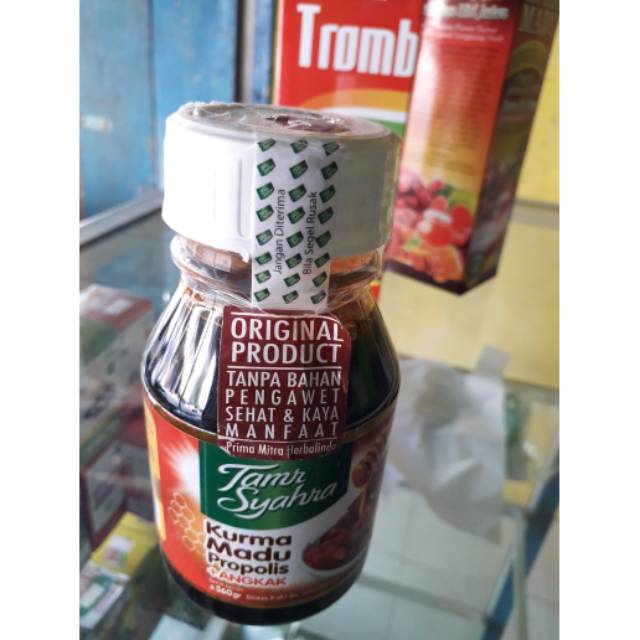 Tromb
Jangan Diterima
Bila Segel Rusak
ORIGINAL
PRODUCT
TANPA BAHAN
PENGAWET
SEHAT & KAYA
MANFAAT
Prima Mitra Herbalindo
Tamr
Syahra
Kurma
Madu
Propolis
+ANGKAK
± 360gr